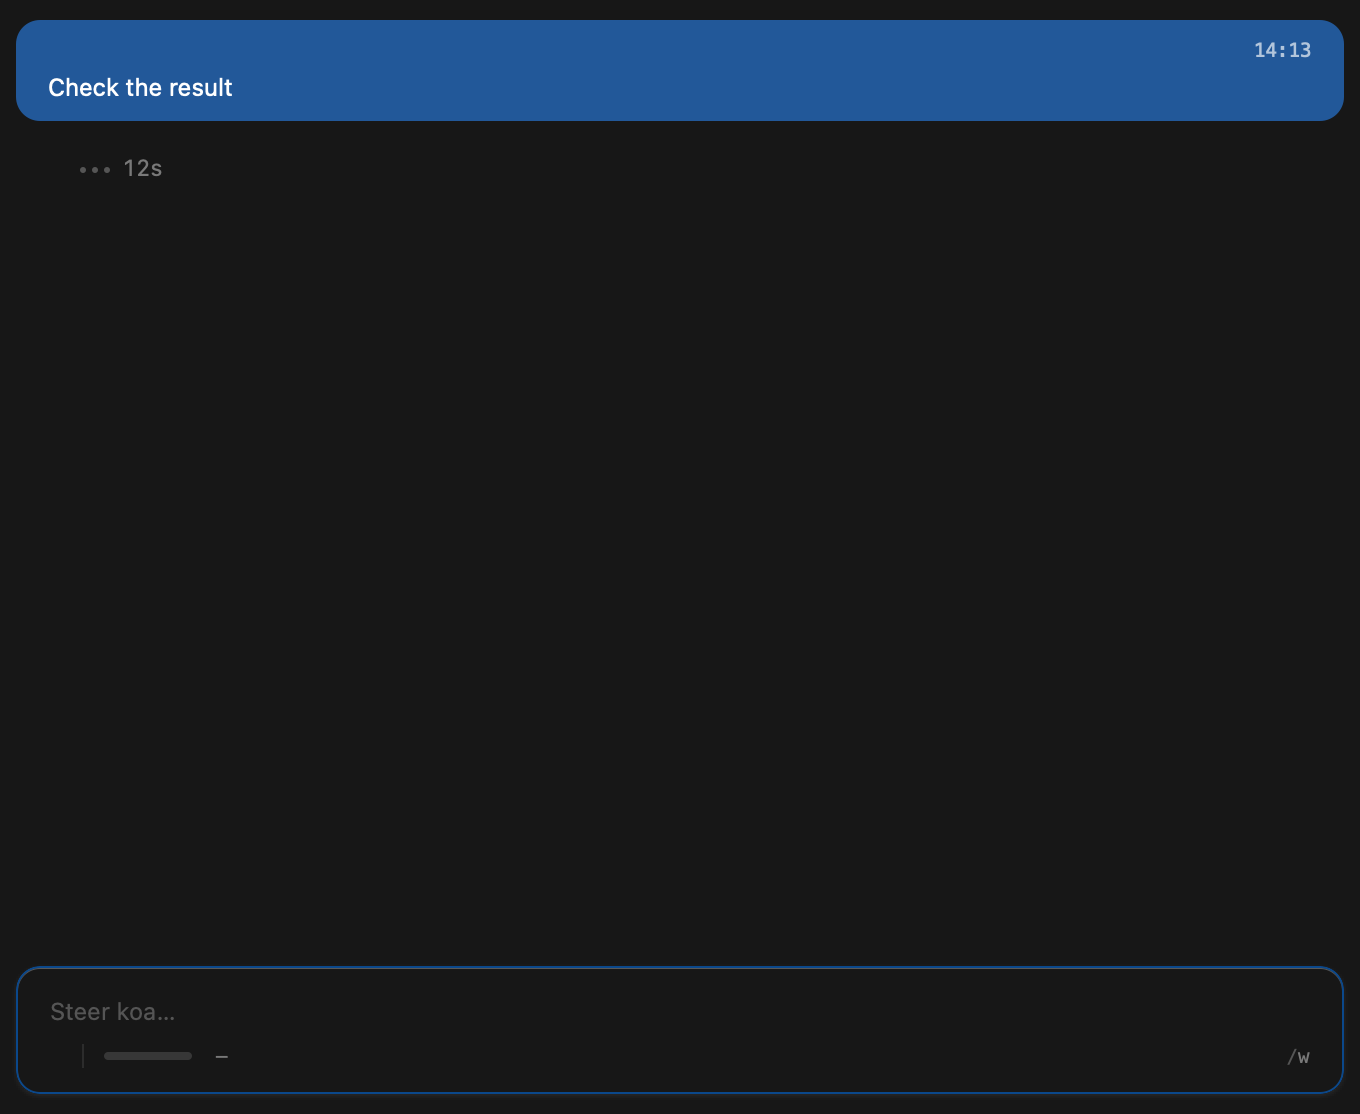 14:13
Check the result
12s
Steer koa...
—
/w